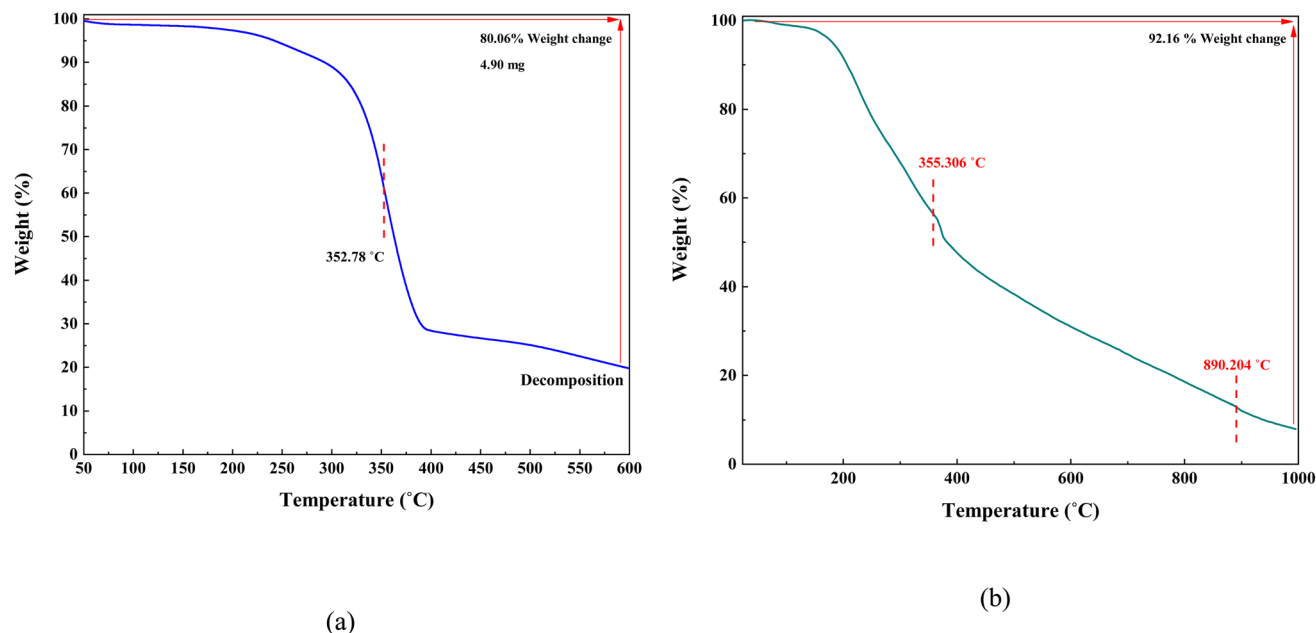 100
90
80
70
60
50
40
30
20
10
0
Weight (%)
80.06% Weight change
4.90 mg
352.78 ˚C
Decomposition
50 100 150 200 250 300 350 400 450 500 550 600
Temperature (˚C)
(a)
100
80
60
40
20
0
Weight (%)
92.16 % Weight change
355.306 ˚C
890.204 ˚C
200 400 600 800 1000
Temperature (˚C)
(b)